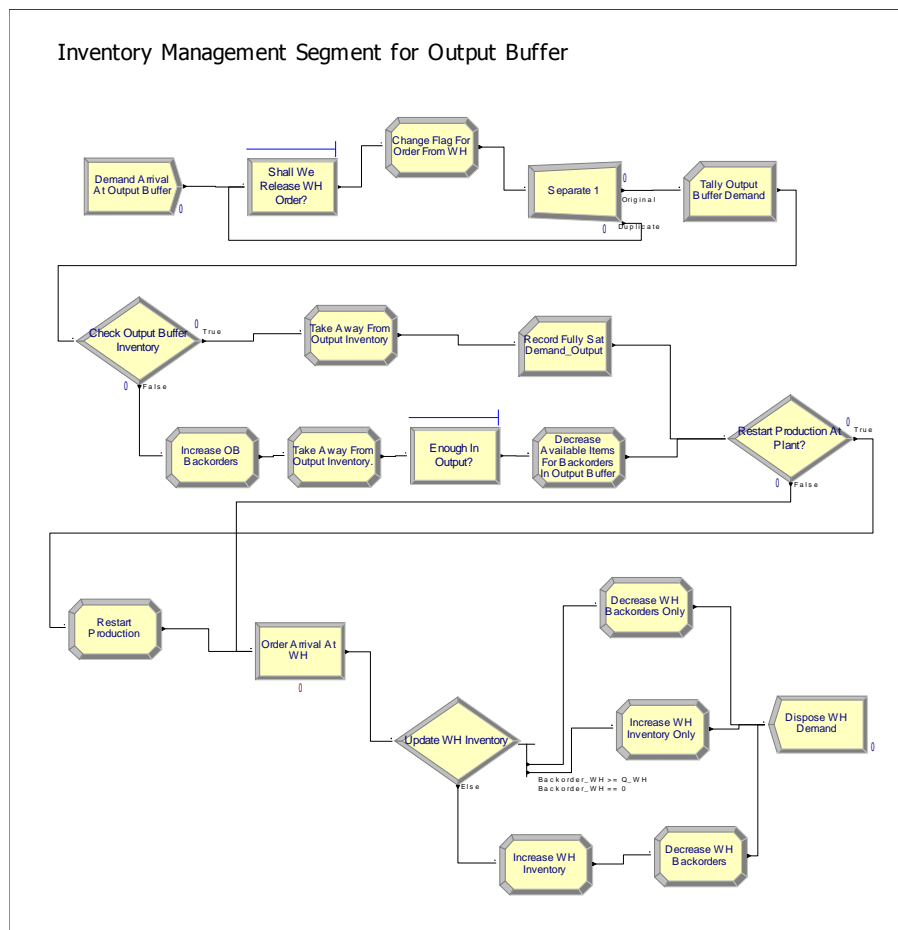 Inventory Management Segment for Output Buffer
Demand Arrival
At Output Buffer
0
Shall We
Release WH
Order?
Change Flag For
Order From WH
Separate 1
0
Original
0
Duplicate
Tally Output
Buffer Demand
Check Output Buffer
Inventory
0
True
0
False
Take Away From
Output Inventory
Record Fully Sat
Demand_Output
Increase OB
Backorders
Take Away From
Output Inventory.
Enough In
Output?
Decrease
Available Items
For Backorders
In Output Buffer
Restart Production At
Plant?
0
True
0
False
Restart
Production
Order Arrival At
WH
0
Update WH Inventory
Backorder_WH >= Q_WH
Backorder_WH == 0
Else
Decrease WH
Backorders Only
Increase WH
Inventory Only
Dispose WH
Demand
0
Increase WH
Inventory
Decrease WH
Backorders